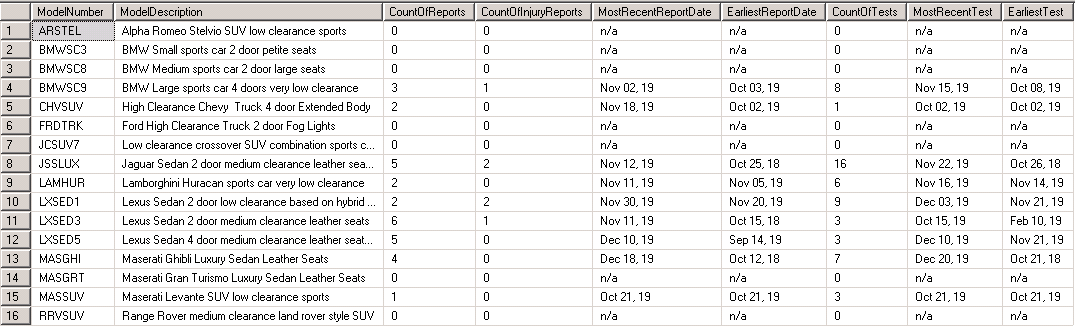 ModelNumber ModelDescription CountOfReports CountOfInjuryReports MostRecentReportDate EarliestReportDate CountOfTests MostRecentTest EarliestTest
1 ARSTEL Alpha Romeo Stelvio SUV low clearance sports 0 0 n/a n/a 0 n/a n/a
2 BMWSC3 BMW Small sports car 2 door petite seats 0 0 n/a n/a 0 n/a n/a
3 BMWSC8 BMW Medium sports car 2 door large seats 0 0 n/a n/a 0 n/a n/a
4 BMWSC9 BMW Large sports car 4 doors very low clearance 3 1 Nov 02, 19 Oct 03, 19 8 Nov 15, 19 Oct 08, 19
5 CHVSUV High Clearance Chevy Truck 4 door Extended Body 2 0 Nov 18, 19 Oct 02, 19 1 Oct 02, 19 Oct 02, 19
6 FRDTRK Ford High Clearance Truck 2 door Fog Lights 0 0 n/a n/a 0 n/a n/a
7 JCSUV7 Low clearance crossover SUV combination sports c... 0 0 n/a n/a 0 n/a n/a
8 JSSLUX Jaguar Sedan 2 door medium clearance leather sea... 5 2 Nov 12, 19 Oct 25, 18 16 Nov 22, 19 Oct 26, 18
9 LAMHUR Lamborghini Huracan sports car very low clearance 2 0 Nov 11, 19 Nov 05, 19 6 Nov 16, 19 Nov 14, 19
10 LXSED1 Lexus Sedan 2 door low clearance based on hybrid ... 2 2 Nov 30, 19 Nov 20, 19 9 Dec 03, 19 Nov 21, 19
11 LXSED3 Lexus Sedan 2 door medium clearance leather seats 6 1 Nov 11, 19 Oct 15, 18 3 Oct 15, 19 Feb 10, 19
12 LXSED5 Lexus Sedan 4 door medium clearance leather seat... 5 0 Dec 10, 19 Sep 14, 19 3 Dec 10, 19 Nov 21, 19
13 MASGHI Maserati Ghibli Luxury Sedan Leather Seats 4 0 Dec 18, 19 Oct 12, 18 7 Dec 20, 19 Oct 21, 18
14 MASGRT Maserati Gran Turismo Luxury Sedan Leather Seats 0 0 n/a n/a 0 n/a n/a
15 MASSUV Maserati Levante SUV low clearance sports 1 0 Oct 21, 19 Oct 21, 19 3 Oct 21, 19 Oct 21, 19
16 RRVSUV Range Rover medium clearance land rover style SUV 0 0 n/a n/a 0 n/a n/a